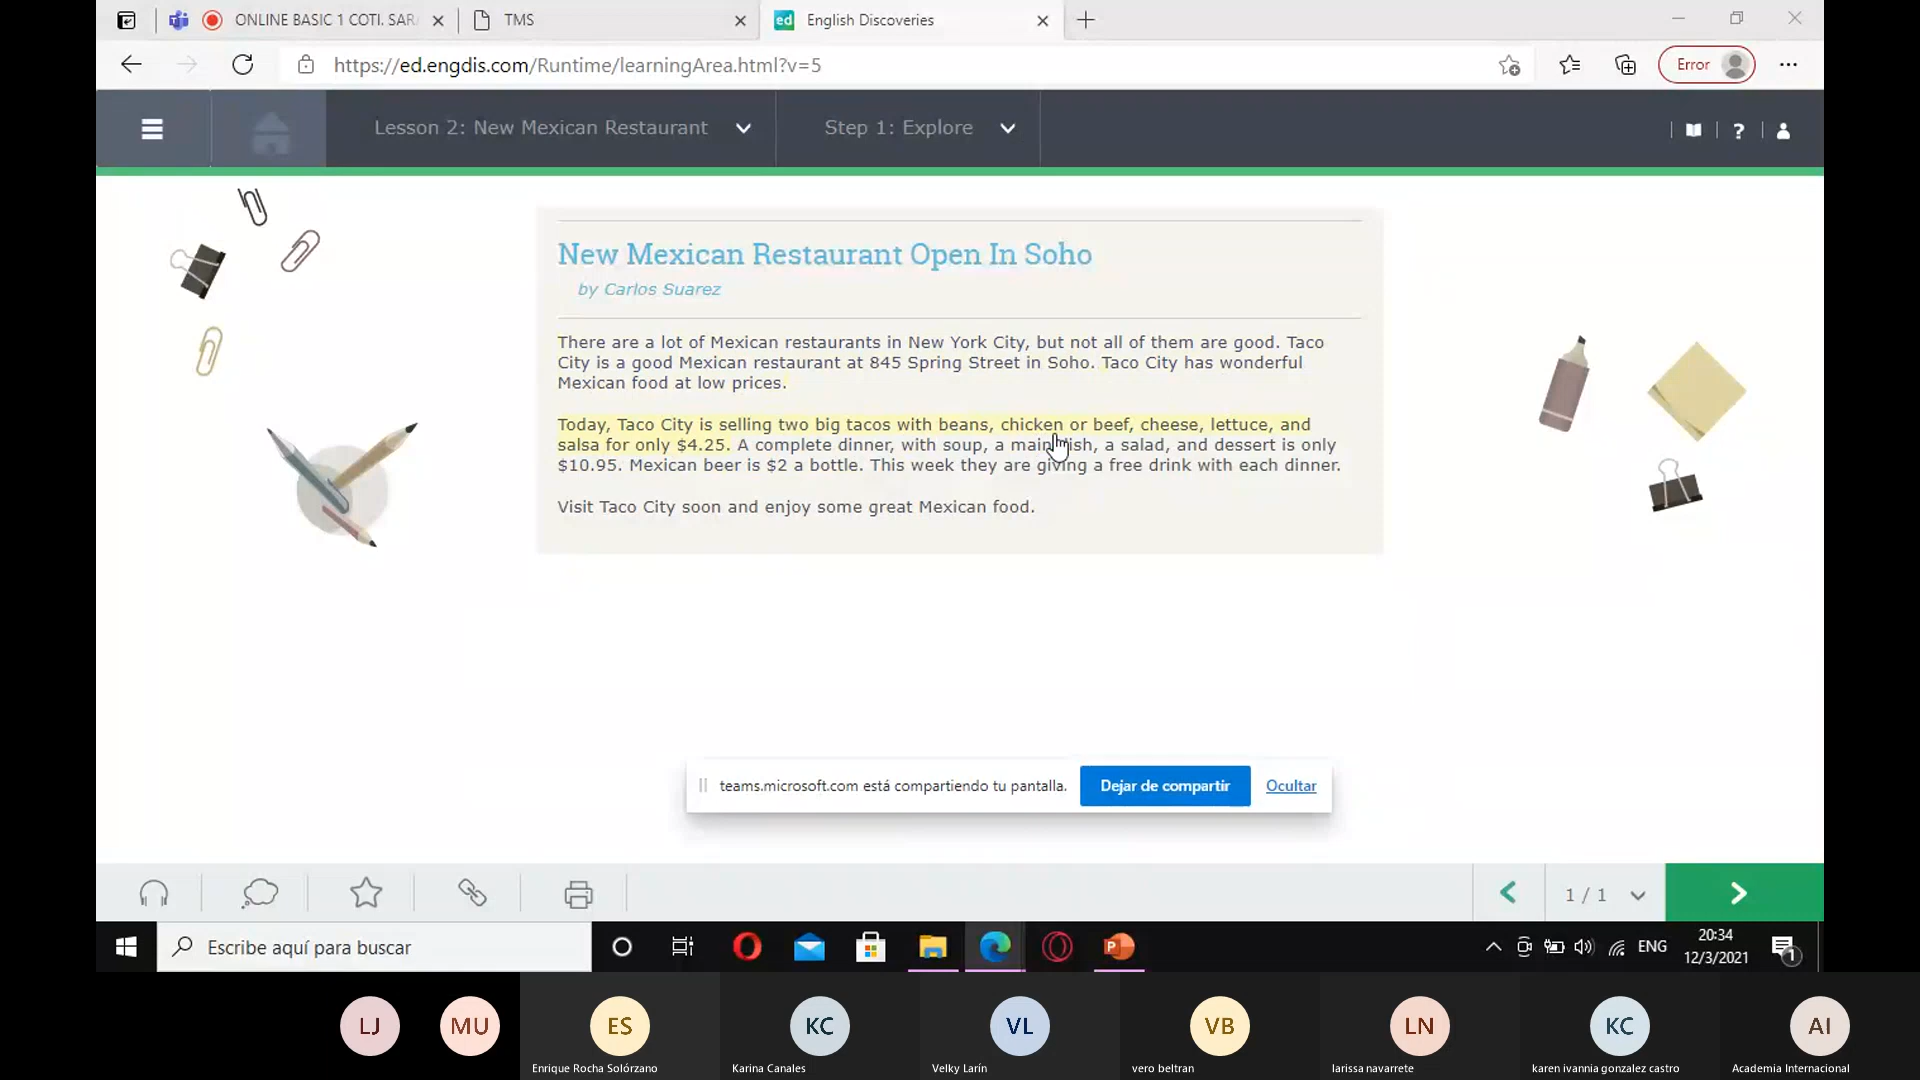 ONLINE BASIC 1 COTI. SAR
TMS
ed English Discoveries
https://ed.engdis.com/Runtime/learningArea.html?v=5
Error
Lesson 2: New Mexican Restaurant
Step 1: Explore
?
New Mexican Restaurant Open In Soho
by Carlos Suarez
There are a lot of Mexican restaurants in New York City, but not all of them are good. Taco
City is a good Mexican restaurant at 845 Spring Street in Soho. Taco City has wonderful
Mexican food at low prices.
Today, Taco City is selling two big tacos with beans, chicken or beef, cheese, lettuce, and
salsa for only $4.25. A complete dinner, with soup, a main dish, a salad, and dessert is only
$10.95. Mexican beer is $2 a bottle. This week they are giving a free drink with each dinner.
Visit Taco City soon and enjoy some great Mexican food.
teams.microsoft.com está compartiendo tu pantalla.
Dejar de compartir
Ocultar
1 / 1
Escribe aquí para buscar
ENG
20:34
12/3/2021
1
LJ
MU
ES
KC
VL
VB
LN
KC
AI
Enrique Rocha Solórzano
Karina Canales
Velky Larín
vero beltran
larissa navarrete
karen ivannia gonzalez castro
Academia Internacional